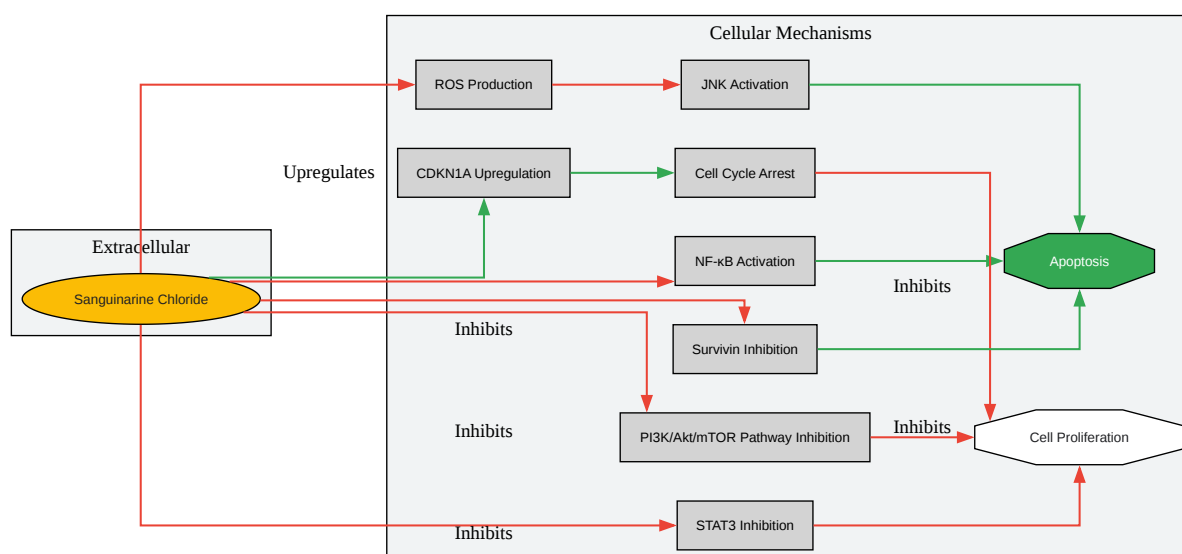 Cellular Mechanisms
ROS Production
JNK Activation
Upregulates
CDKN1A Upregulation
Cell Cycle Arrest
Extracellular
Sanguinarine Chloride
NF-κB Activation
Apoptosis
Inhibits
Inhibits
Survivin Inhibition
Inhibits
PI3K/Akt/mTOR Pathway Inhibition
Inhibits
Cell Proliferation
Inhibits
STAT3 Inhibition